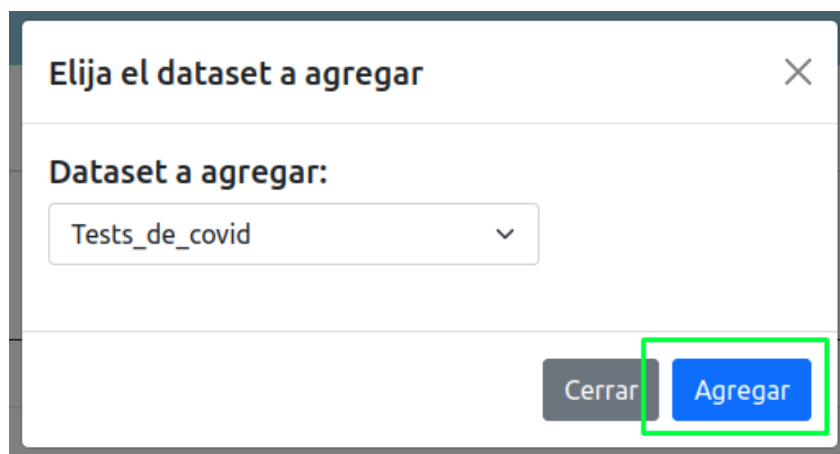 Elija el dataset a agregar
Dataset a agregar:
Tests_de_covid
Cerrar Agregar